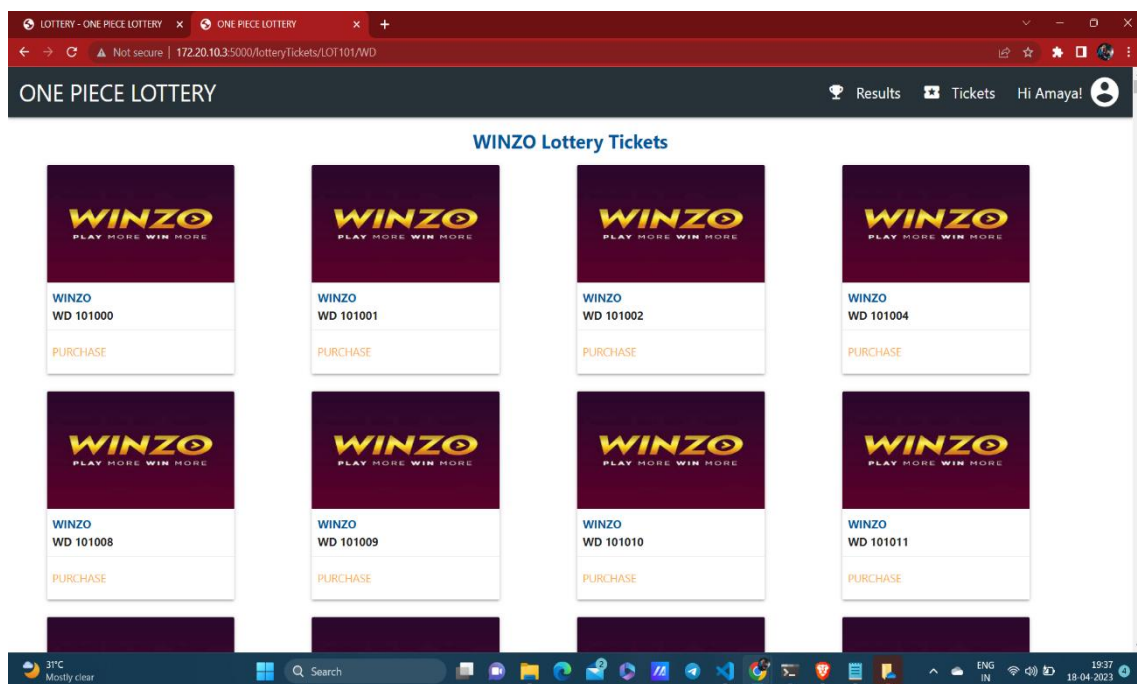 LOTTERY - ONE PIECE LOTTERY
ONE PIECE LOTTERY
Not secure | 172.20.10.3:5000/lotteryTickets/LOT101/WD
ONE PIECE LOTTERY
Results
Tickets
Hi Amaya!
WINZO Lottery Tickets
WINZO WINZO WINZO WINZO
PLAY MORE WIN MORE PLAY MORE WIN MORE PLAY MORE WIN MORE PLAY MORE WIN MORE
WINZO WINZO WINZO WINZO
WD 101000 WD 101001 WD 101002 WD 101004
PURCHASE PURCHASE PURCHASE PURCHASE
WINZO WINZO WINZO WINZO
PLAY MORE WIN MORE PLAY MORE WIN MORE PLAY MORE WIN MORE PLAY MORE WIN MORE
WINZO WINZO WINZO WINZO
WD 101008 WD 101009 WD 101010 WD 101011
PURCHASE PURCHASE PURCHASE PURCHASE
31°C
Mostly clear
Search
2
ENG
IN
19:37
18-04-2023
4